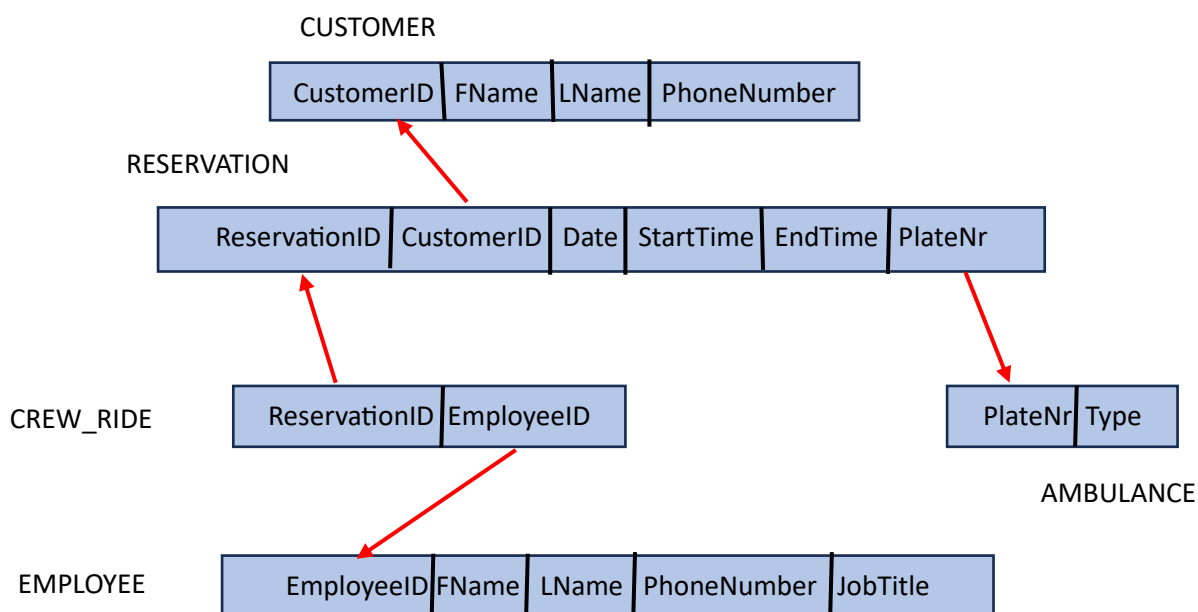 CUSTOMER
CustomerID FName LName PhoneNumber
RESERVATION
ReservationID CustomerID Date StartTime EndTime PlateNr
CREW_RIDE
ReservationID EmployeeID
PlateNr Type
AMBULANCE
EMPLOYEE
EmployeeID FName LName PhoneNumber JobTitle